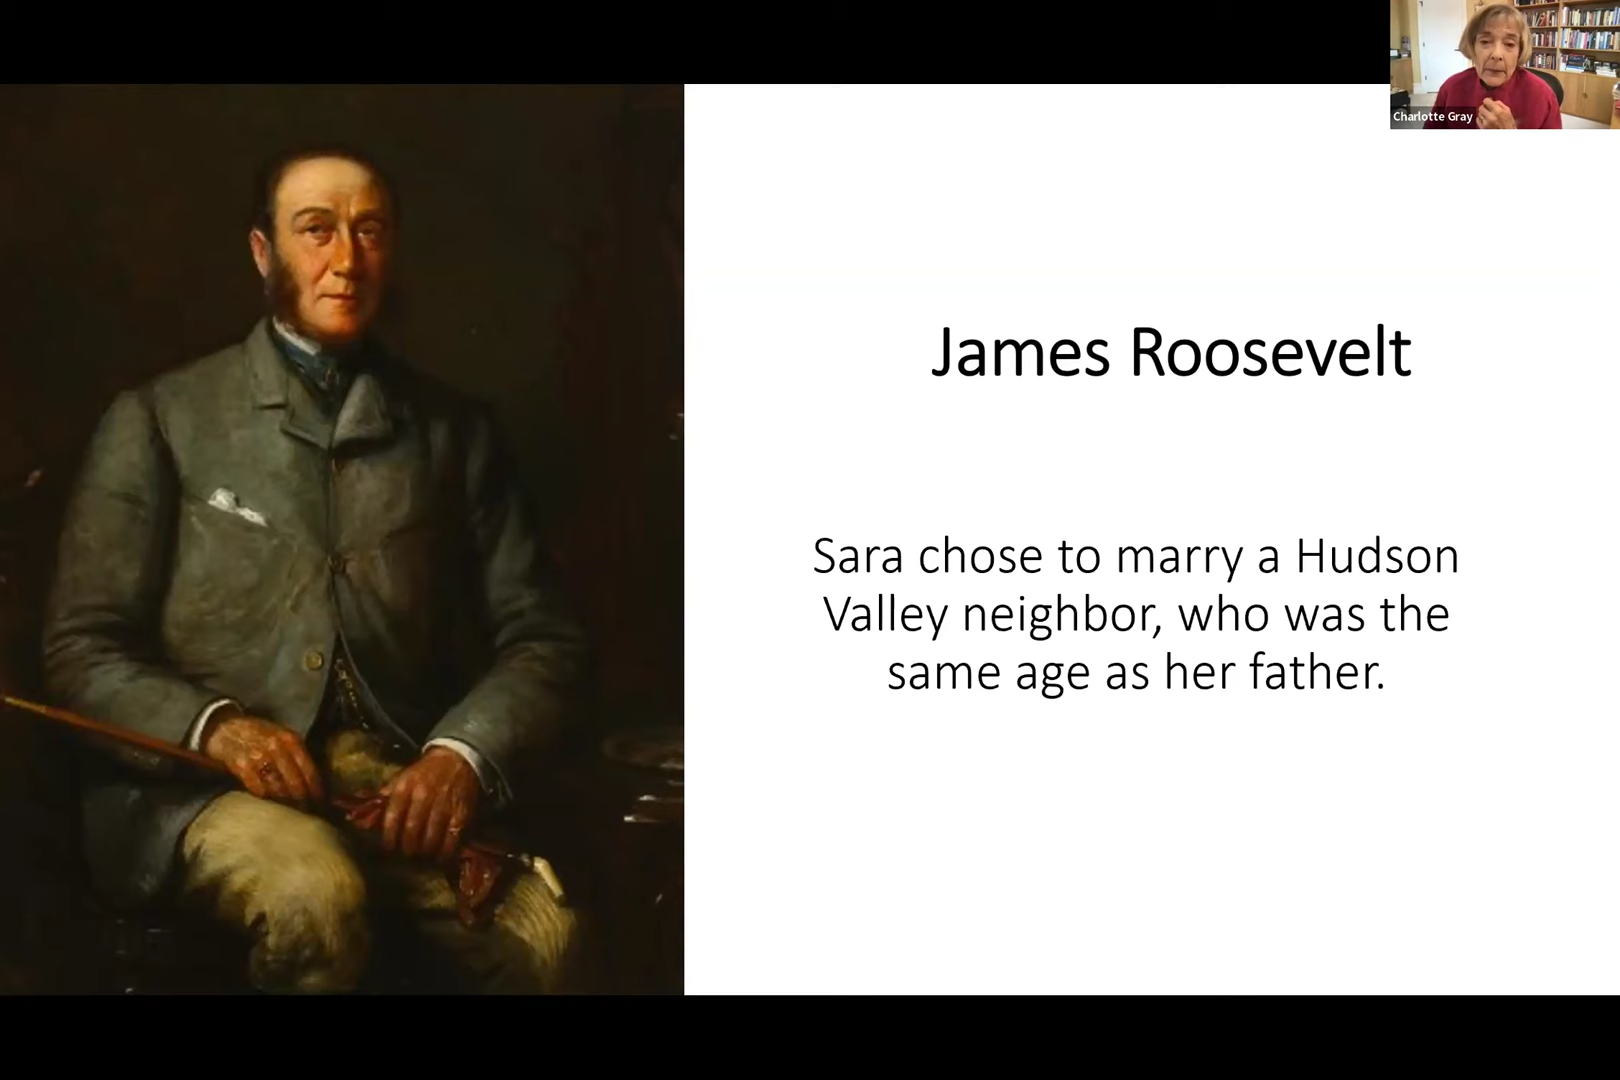 Charlotte Gray
James Roosevelt
Sara chose to marry a Hudson
Valley neighbor, who was the
same age as her father.